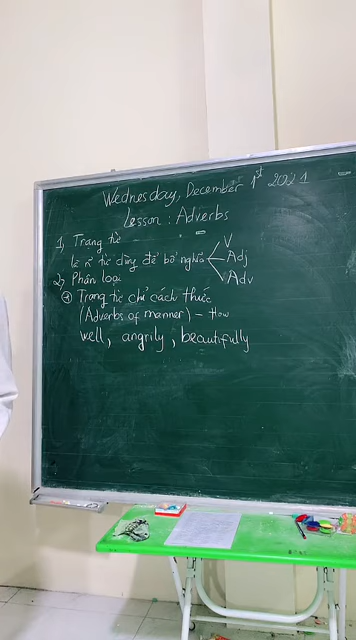 Wednesday, December 1st 2021
Lesson : Adverbs
1, Trạng từ
là n~ từ dùng để bổ nghĩa V
Adj
Adv
2, Phân loại
① Trạng từ chỉ cách thức
(Adverbs of manner) – How
well, angrily, beautifully